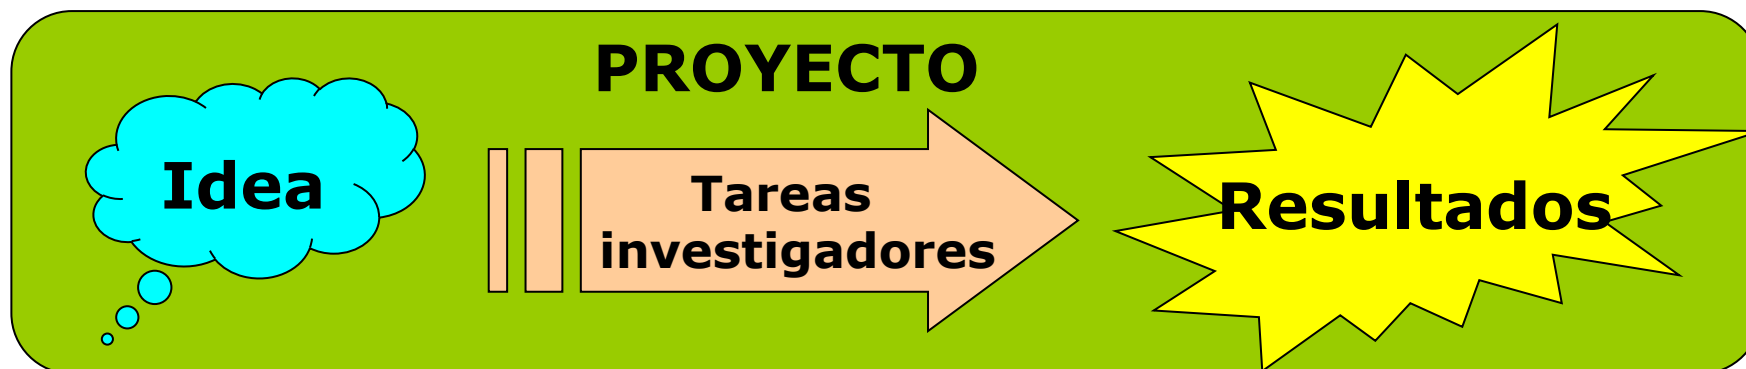 PROYECTO
Idea
Tareas
investigadores
Resultados